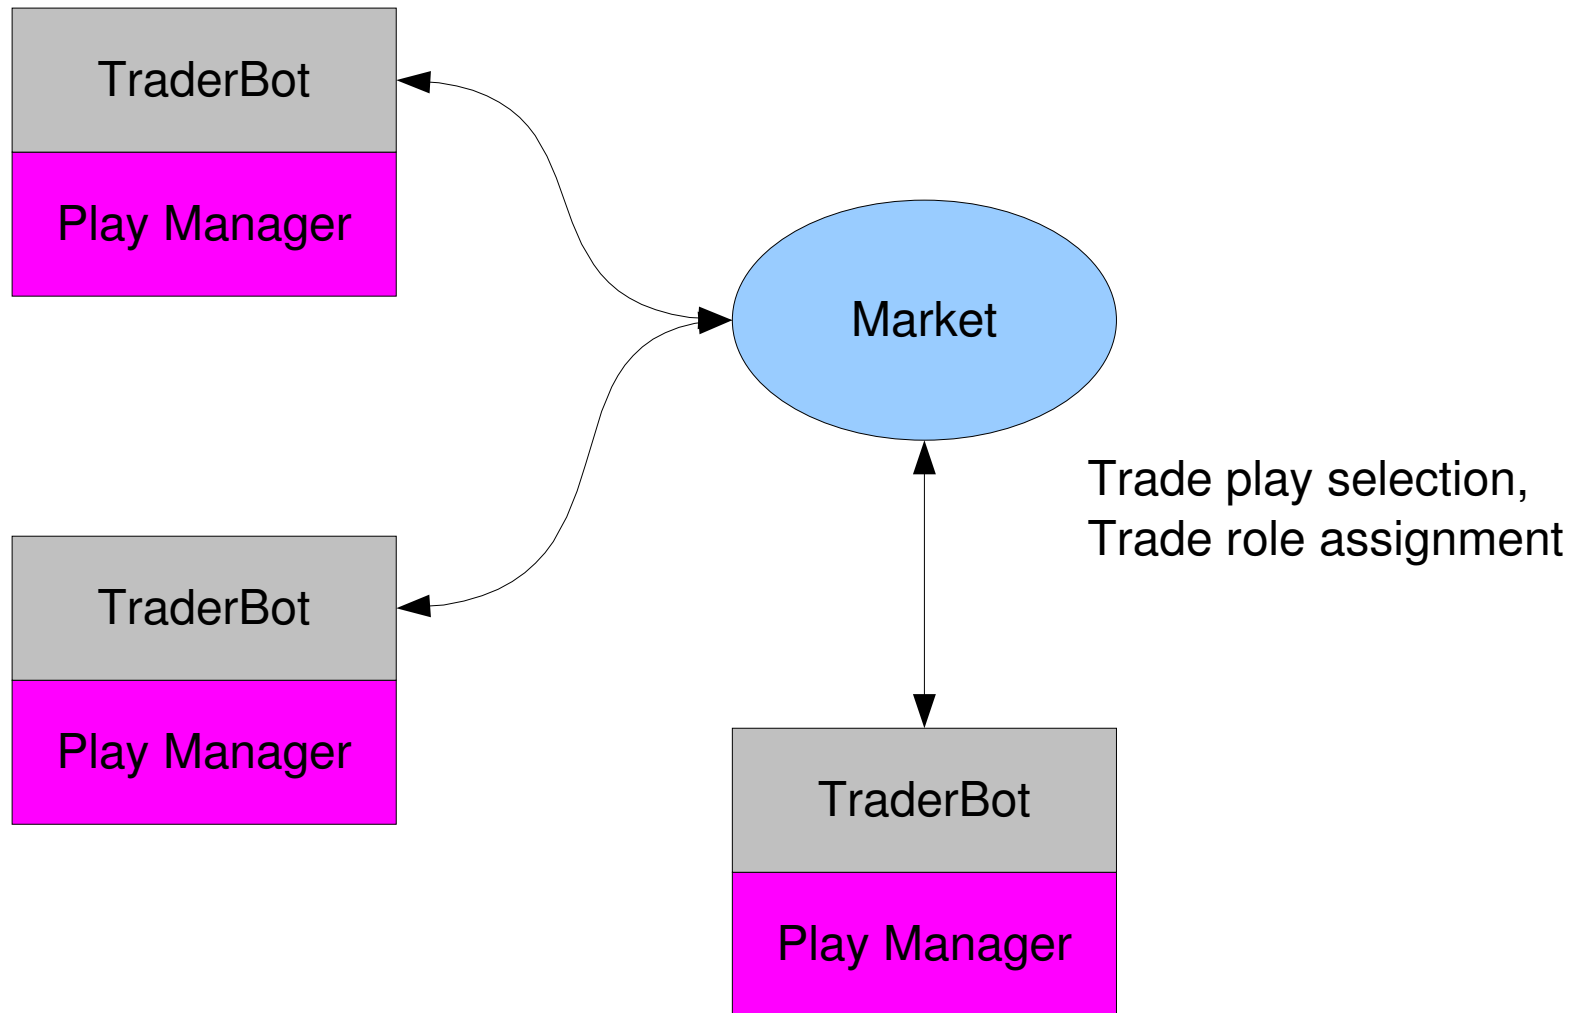 TraderBot
Play Manager
Market
Trade play selection,
Trade role assignment
TraderBot
Play Manager
TraderBot
Play Manager